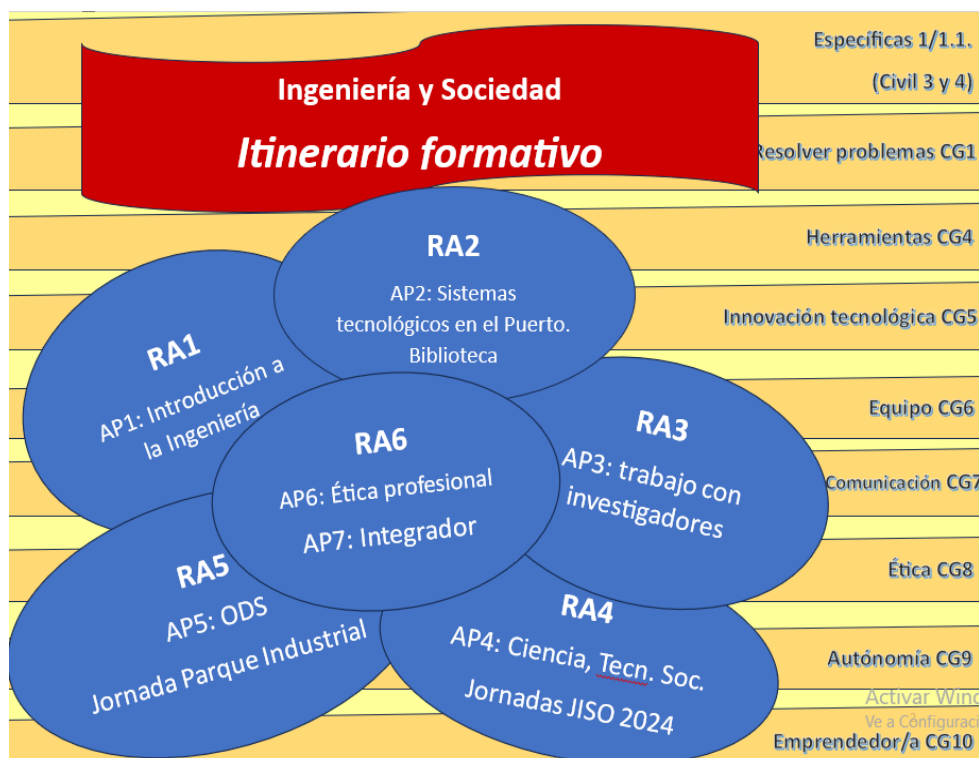 Ingeniería y Sociedad
Itinerario formativo
Específicas 1/1.1.
(Civil 3 y 4)
Resolver problemas CG1
Herramientas CG4
Innovación tecnológica CG5
Equipo CG6
Comunicación CG7
Ética CG8
Autónomía CG9
Emprendedor/a CG10
RA1
AP1: Introducción a
la Ingeniería
RA2
AP2: Sistemas
tecnológicos en el Puerto.
Biblioteca
RA3
AP3: trabajo con
investigadores
RA6
AP6: Ética profesional
AP7: Integrador
RA5
AP5: ODS
Jornada Parque Industrial
RA4
AP4: Ciencia, Tecn. Soc.
Jornadas JISO 2024
Activar Wind
Ve a Configuraci